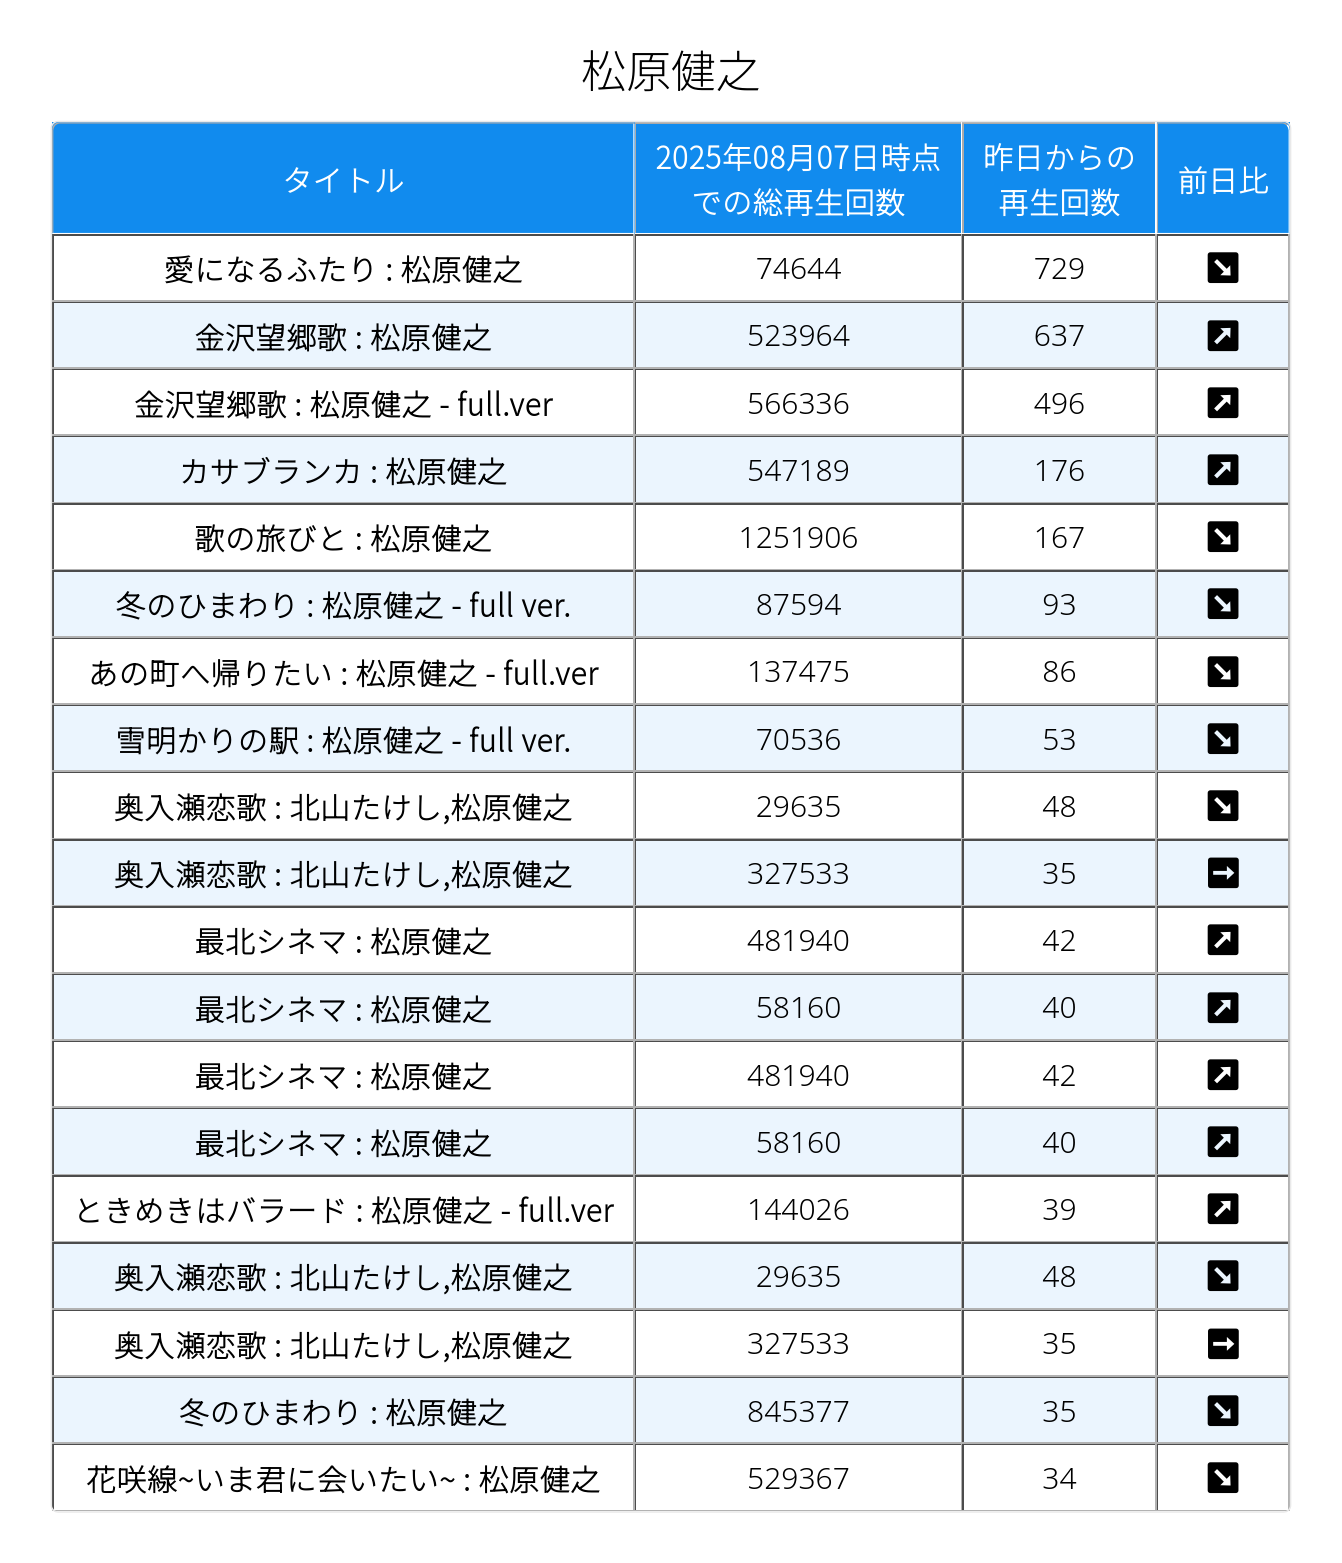 松原健之
タイトル 2025年08月07日時点での総再生回数 昨日からの再生回数 前日比
愛になるふたり : 松原健之 74644 729 ↘
金沢望郷歌 : 松原健之 523964 637 ↗
金沢望郷歌 : 松原健之 - full.ver 566336 496 ↗
カサブランカ : 松原健之 547189 176 ↗
歌の旅びと : 松原健之 1251906 167 ↘
冬のひまわり : 松原健之 - full ver. 87594 93 ↘
あの町へ帰りたい : 松原健之 - full.ver 137475 86 ↘
雪明かりの駅 : 松原健之 - full ver. 70536 53 ↘
奥入瀬恋歌 : 北山たけし,松原健之 29635 48 ↘
奥入瀬恋歌 : 北山たけし,松原健之 327533 35 →
最北シネマ : 松原健之 481940 42 ↗
最北シネマ : 松原健之 58160 40 ↗
最北シネマ : 松原健之 481940 42 ↗
最北シネマ : 松原健之 58160 40 ↗
ときめきはバラード : 松原健之 - full.ver 144026 39 ↗
奥入瀬恋歌 : 北山たけし,松原健之 29635 48 ↘
奥入瀬恋歌 : 北山たけし,松原健之 327533 35 →
冬のひまわり : 松原健之 845377 35 ↘
花咲線~いま君に会いたい~ : 松原健之 529367 34 ↘